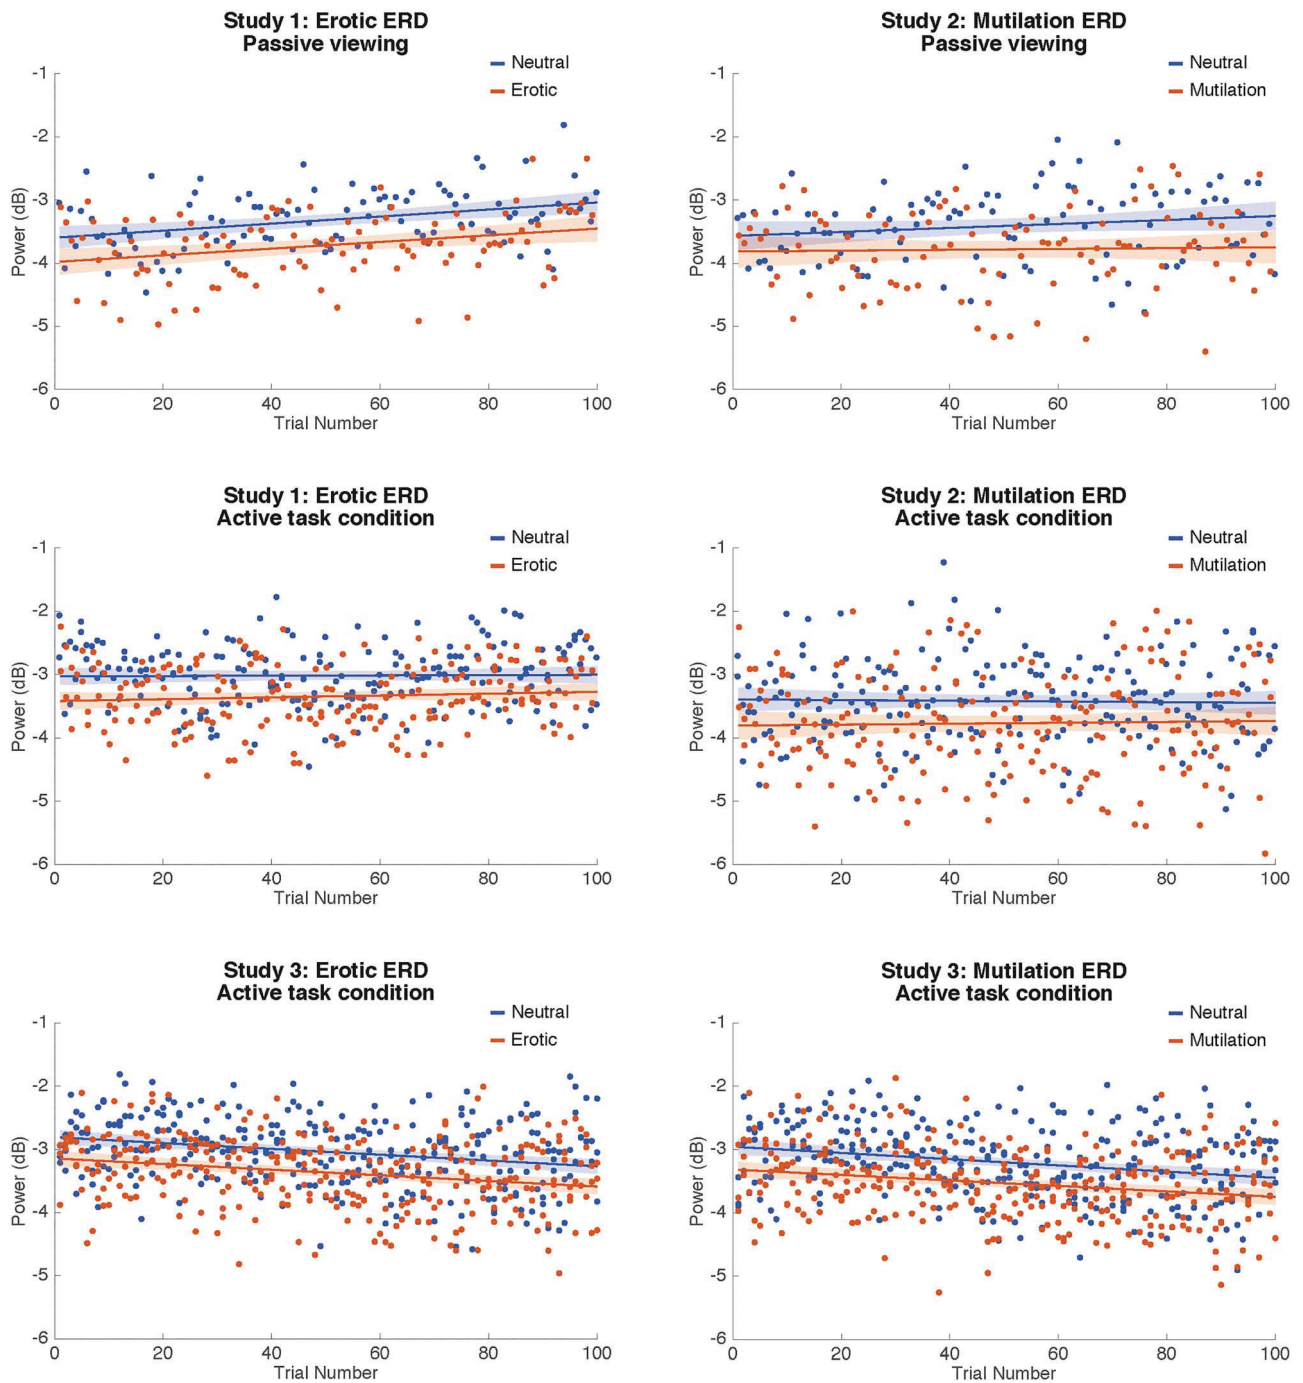 Study 1: Erotic ERD
Passive viewing
Neutral
Erotic
-1
-2
-3
-4
-5
-6
Power (dB)
0 20 40 60 80 100
Trial Number
Study 2: Mutilation ERD
Passive viewing
Neutral
Mutilation
-1
-2
-3
-4
-5
-6
Power (dB)
0 20 40 60 80 100
Trial Number
Study 1: Erotic ERD
Active task condition
Neutral
Erotic
-1
-2
-3
-4
-5
-6
Power (dB)
0 20 40 60 80 100
Trial Number
Study 2: Mutilation ERD
Active task condition
Neutral
Mutilation
-1
-2
-3
-4
-5
-6
Power (dB)
0 20 40 60 80 100
Trial Number
Study 3: Erotic ERD
Active task condition
Neutral
Erotic
-1
-2
-3
-4
-5
-6
Power (dB)
0 20 40 60 80 100
Trial Number
Study 3: Mutilation ERD
Active task condition
Neutral
Mutilation
-1
-2
-3
-4
-5
-6
Power (dB)
0 20 40 60 80 100
Trial Number